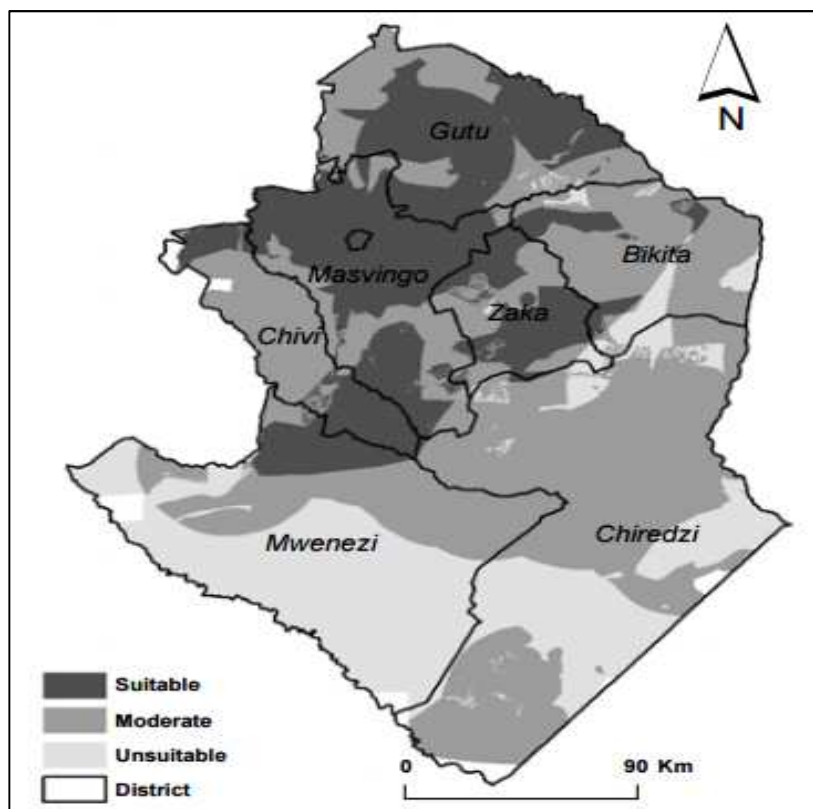 N
Gutu
Bikita
Masvingo
Zaka
Chivi
Mwenezi
Chiredzi
Suitable
Moderate
Unsuitable
District
0 90 Km